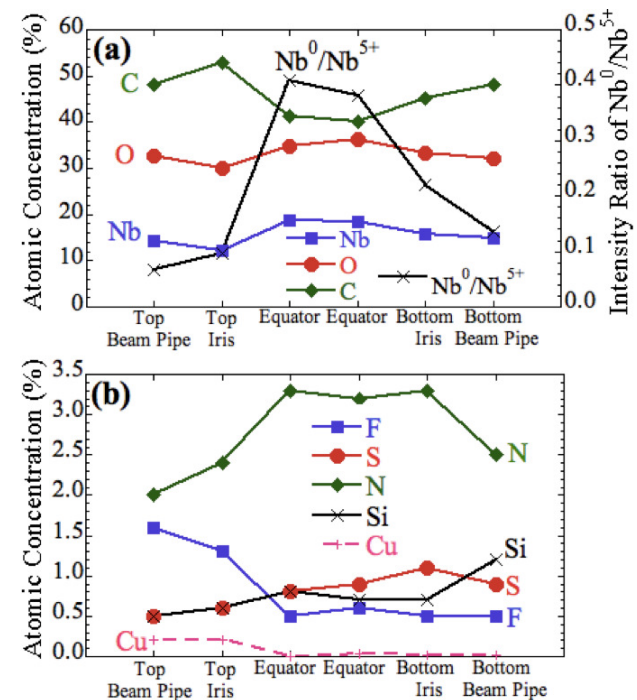 (a)
Atomic Concentration (%)
60
50
40
30
20
10
0
C
O
Nb
Nb⁰/Nb⁵⁺
Nb
O
C
Nb⁰/Nb⁵⁺
0.5
0.4
0.3
0.2
0.1
0.0
Intensity Ratio of Nb⁰/Nb⁵⁺
Top Beam Pipe
Top Iris
Equator
Equator
Bottom Iris
Bottom Beam Pipe
(b)
Atomic Concentration (%)
3.5
3.0
2.5
2.0
1.5
1.0
0.5
0.0
F
S
N
Si
Cu
N
Si
S
F
Cu
Top Beam Pipe
Top Iris
Equator
Equator
Bottom Iris
Bottom Beam Pipe